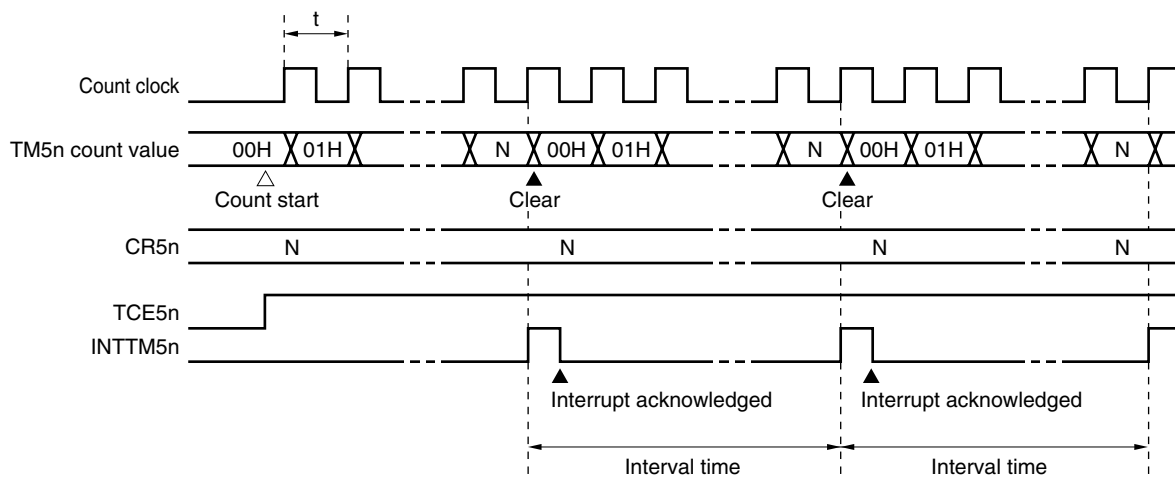 t
Count clock
TM5n count value 00H 01H N 00H 01H N 00H 01H N
Count start Clear Clear
CR5n N N N N
TCE5n
INTTM5n
Interrupt acknowledged Interrupt acknowledged
Interval time Interval time